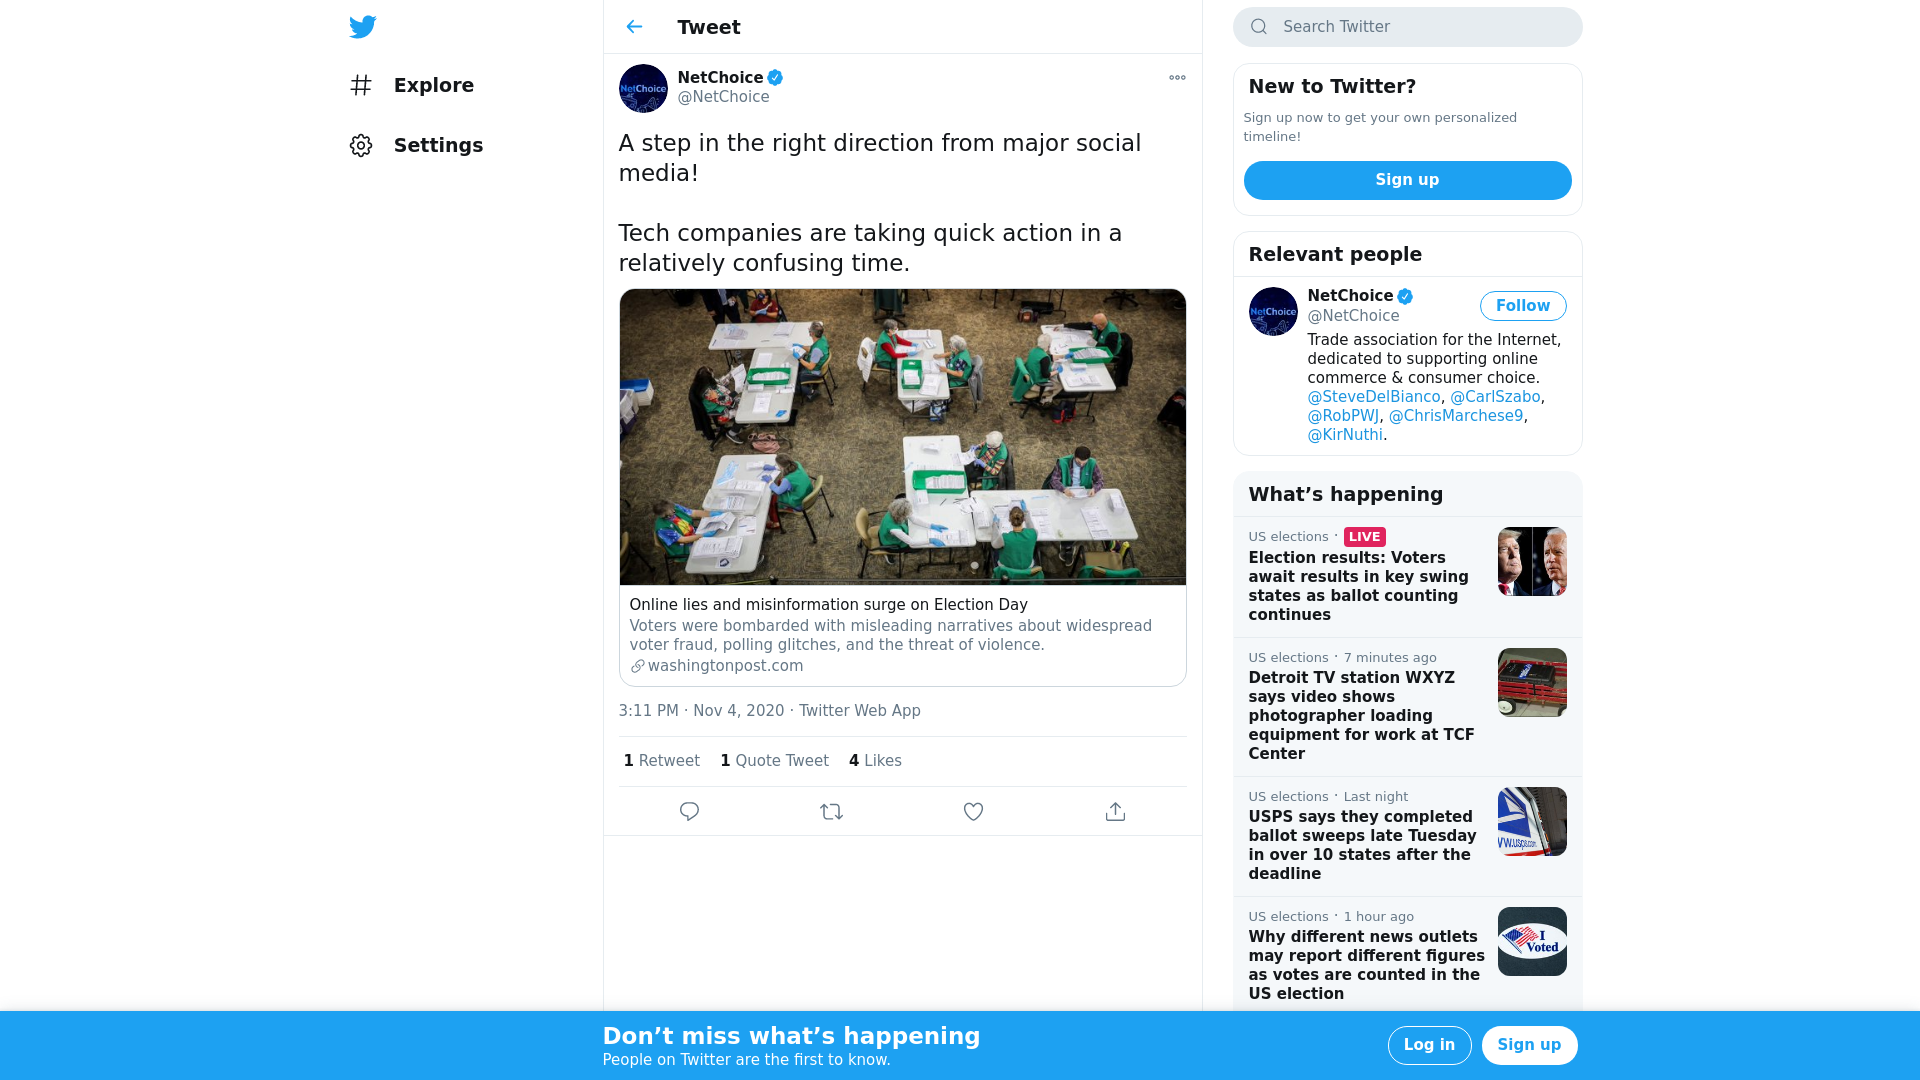 Explore
Settings
Tweet
NetChoice
NetChoice
@NetChoice
A step in the right direction from major social
media!
Tech companies are taking quick action in a
relatively confusing time.
Online lies and misinformation surge on Election Day
Voters were bombarded with misleading narratives about widespread
voter fraud, polling glitches, and the threat of violence.
washingtonpost.com
3:11 PM · Nov 4, 2020 · Twitter Web App
1 Retweet 1 Quote Tweet 4 Likes
Search Twitter
New to Twitter?
Sign up now to get your own personalized
timeline!
Sign up
Relevant people
NetChoice
NetChoice
@NetChoice
Follow
Trade association for the Internet,
dedicated to supporting online
commerce & consumer choice.
@SteveDelBianco, @CarlSzabo,
@RobPWJ, @ChrisMarchese9,
@KirNuthi.
What’s happening
US elections · LIVE
Election results: Voters
await results in key swing
states as ballot counting
continues
US elections · 7 minutes ago
Detroit TV station WXYZ
says video shows
photographer loading
equipment for work at TCF
Center
US elections · Last night
USPS says they completed
ballot sweeps late Tuesday
in over 10 states after the
deadline
US elections · 1 hour ago
Why different news outlets
may report different figures
as votes are counted in the
US election
I
Voted
Don’t miss what’s happening
People on Twitter are the first to know.
Log in
Sign up